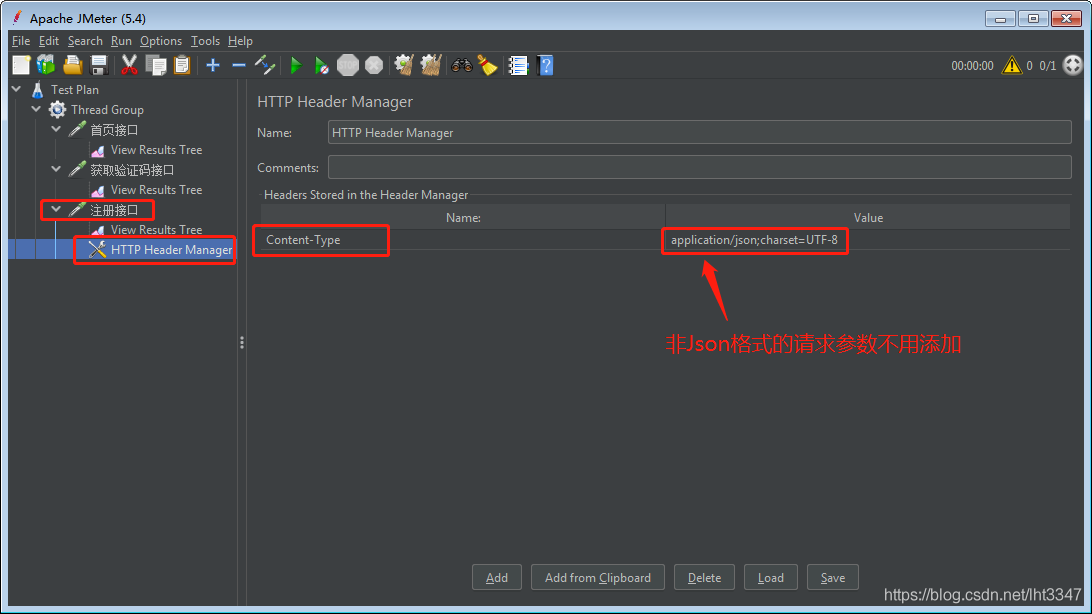 Apache JMeter (5.4)
File Edit Search Run Options Tools Help
00:00:00 0 0/1
Test Plan
Thread Group
首页接口
View Results Tree
获取验证码接口
View Results Tree
注册接口
View Results Tree
HTTP Header Manager
HTTP Header Manager
Name: HTTP Header Manager
Comments:
Headers Stored in the Header Manager
Name: Value
Content-Type application/json;charset=UTF-8
非Json格式的请求参数不用添加
Add Add from Clipboard Delete Load Save
https://blog.csdn.net/lht3347